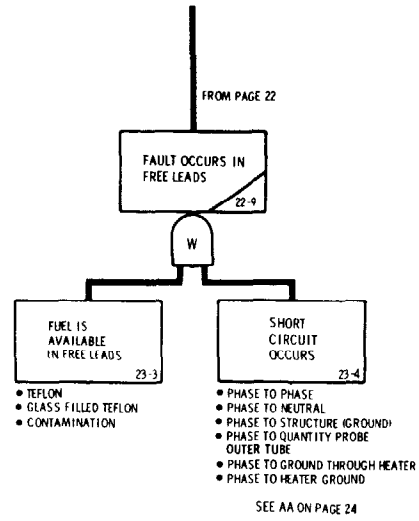 FROM PAGE 22
FAULT OCCURS IN
FREE LEADS
22-9
W
FUEL IS
AVAILABLE
IN FREE LEADS
23-3
• TEFLON
• GLASS FILLED TEFLON
• CONTAMINATION
SHORT
CIRCUIT
OCCURS
23-4
• PHASE TO PHASE
• PHASE TO NEUTRAL
• PHASE TO STRUCTURE (GROUND)
• PHASE TO QUANTITY PROBE
OUTER TUBE
• PHASE TO GROUND THROUGH HEATER
• PHASE TO HEATER GROUND
SEE AA ON PAGE 24